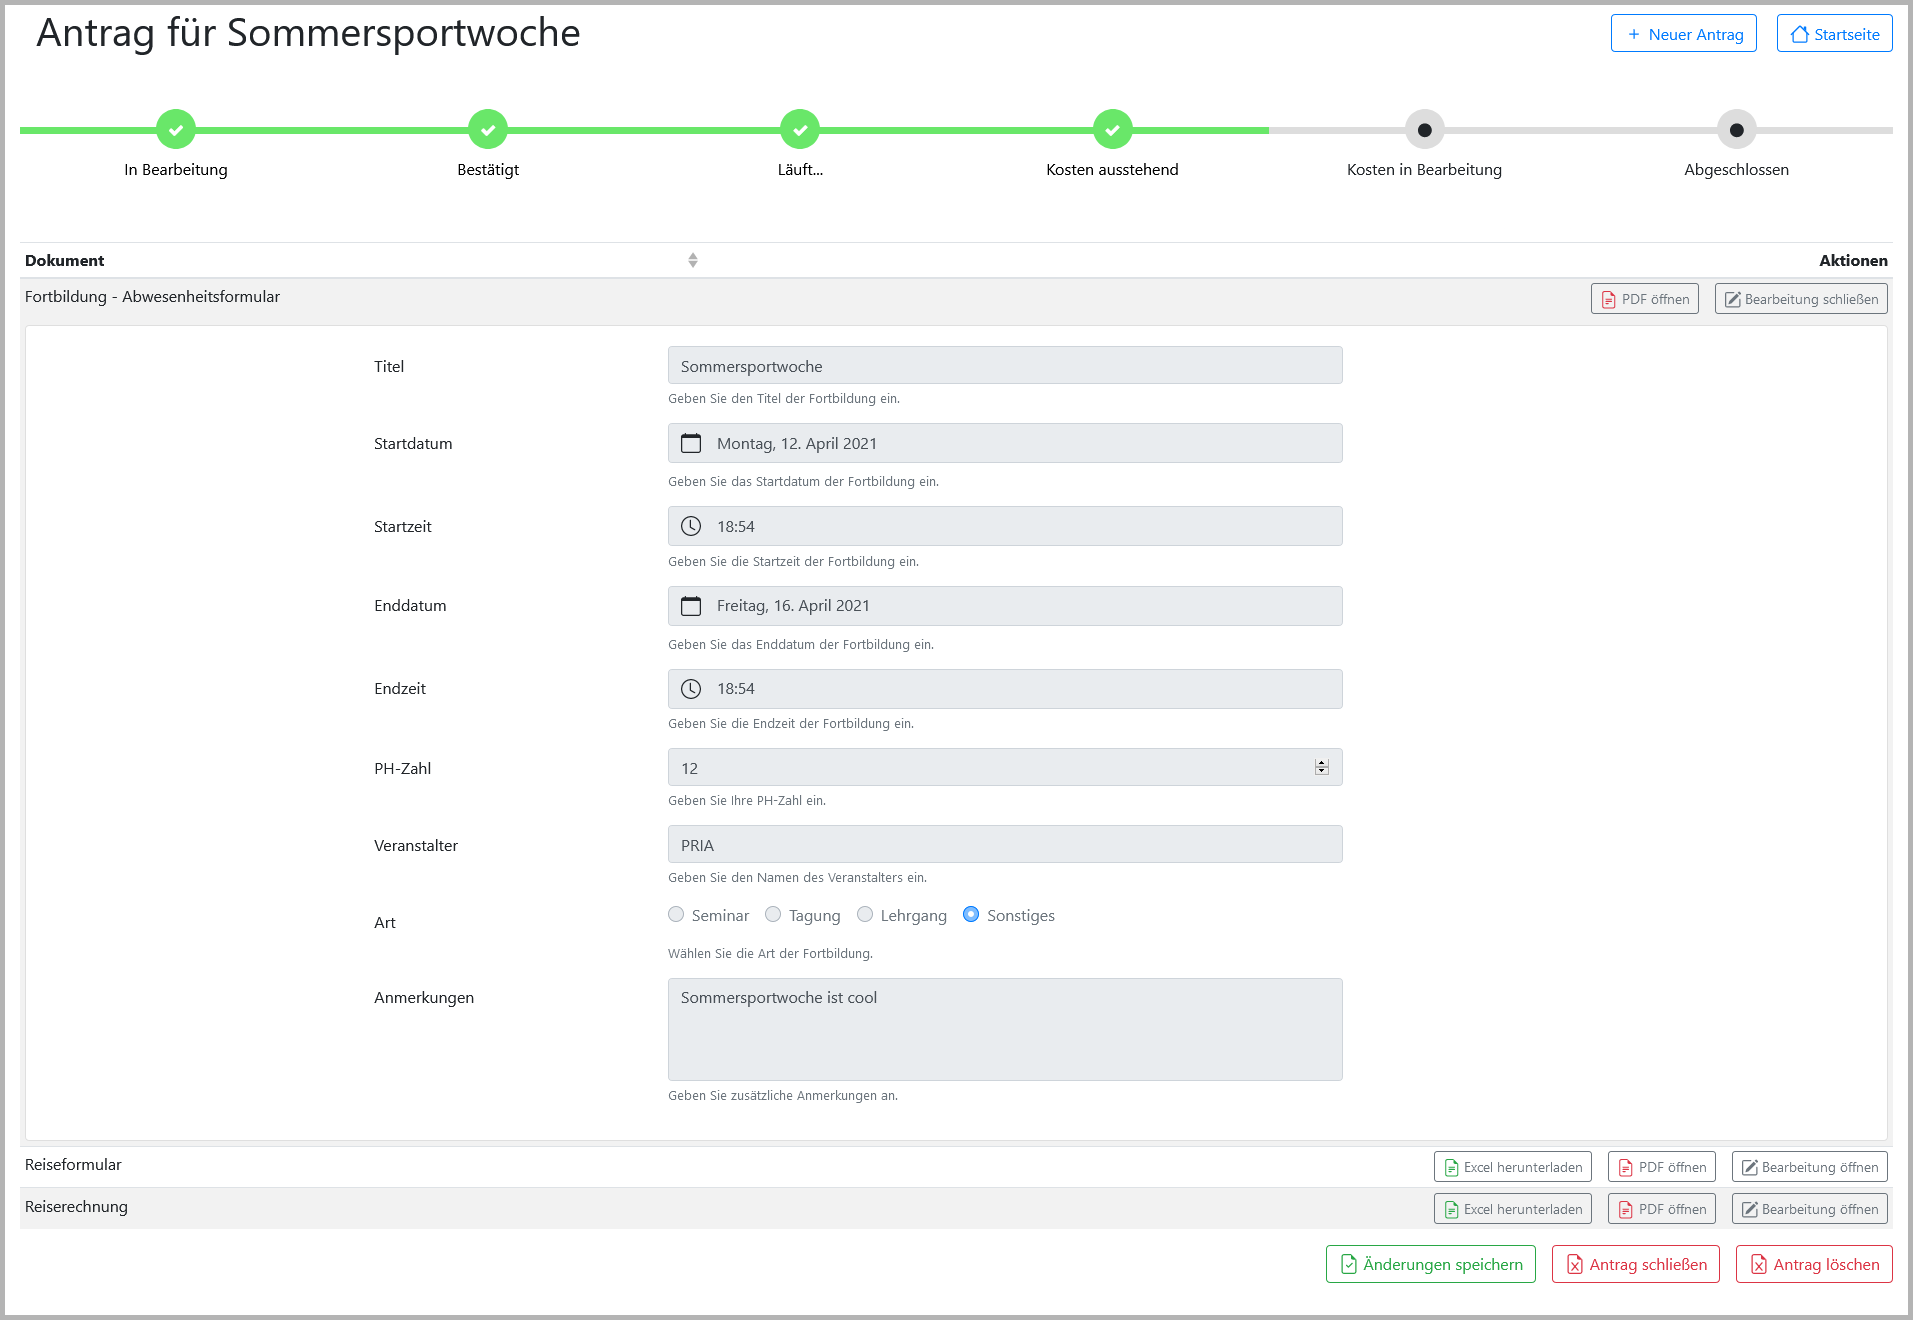 Antrag für Sommersportwoche
+ Neuer Antrag
Startseite
In Bearbeitung
Bestätigt
Läuft...
Kosten ausstehend
Kosten in Bearbeitung
Abgeschlossen
Dokument
Aktionen
Fortbildung - Abwesenheitsformular
PDF öffnen
Bearbeitung schließen
Titel
Sommersportwoche
Geben Sie den Titel der Fortbildung ein.
Startdatum
Montag, 12. April 2021
Geben Sie das Startdatum der Fortbildung ein.
Startzeit
18:54
Geben Sie die Startzeit der Fortbildung ein.
Enddatum
Freitag, 16. April 2021
Geben Sie das Enddatum der Fortbildung ein.
Endzeit
18:54
Geben Sie die Endzeit der Fortbildung ein.
PH-Zahl
12
Geben Sie Ihre PH-Zahl ein.
Veranstalter
PRIA
Geben Sie den Namen des Veranstalters ein.
Art
Seminar
Tagung
Lehrgang
Sonstiges
Wählen Sie die Art der Fortbildung.
Anmerkungen
Sommersportwoche ist cool
Geben Sie zusätzliche Anmerkungen an.
Reiseformular
Excel herunterladen
PDF öffnen
Bearbeitung öffnen
Reiserechnung
Excel herunterladen
PDF öffnen
Bearbeitung öffnen
Änderungen speichern
Antrag schließen
Antrag löschen